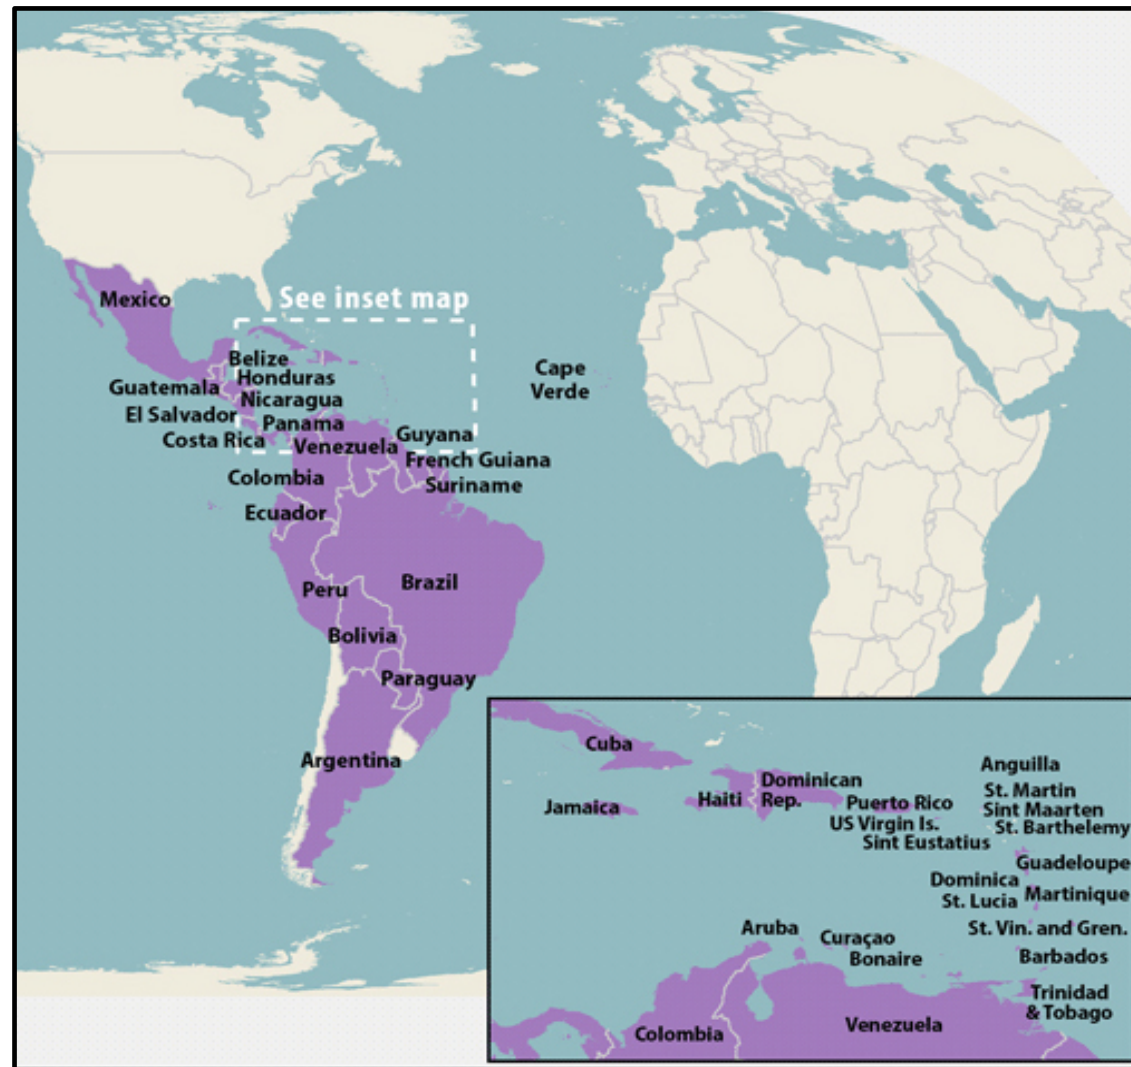 See inset map
Mexico
Belize
Honduras
Guatemala
Nicaragua
El Salvador
Panama
Costa Rica
Venezuela
Guyana
French Guiana
Colombia
Suriname
Ecuador
Cape
Verde
Peru
Brazil
Bolivia
Paraguay
Argentina
Cuba
Jamaica
Haiti
Dominican
Rep.
Puerto Rico
US Virgin Is.
Sint Eustatius
Anguilla
St. Martin
Sint Maarten
St. Barthelemy
Guadeloupe
Dominica
Martinique
St. Lucia
St. Vin. and Gren.
Barbados
Trinidad
& Tobago
Aruba
Curaçao
Bonaire
Colombia
Venezuela